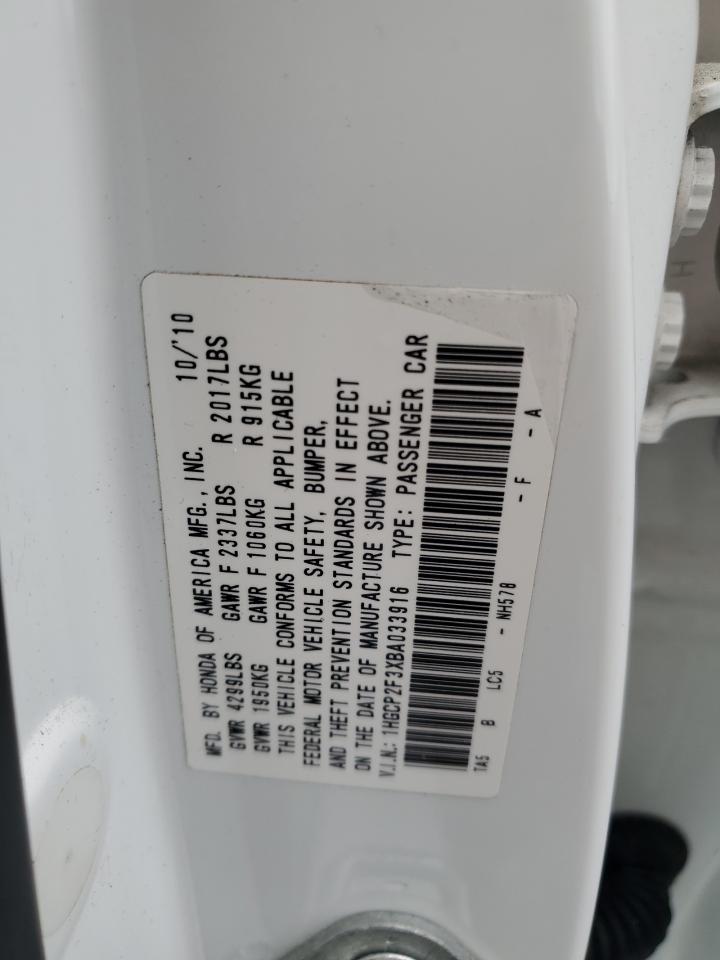 MFD. BY HONDA OF AMERICA MFG., INC. 10/'10
GVWR 4299LBS GAWR F 2337LBS R 2017LBS
GVWR 1950KG GAWR F 1060KG R 915KG
THIS VEHICLE CONFORMS TO ALL APPLICABLE
FEDERAL MOTOR VEHICLE SAFETY, BUMPER,
AND THEFT PREVENTION STANDARDS IN EFFECT
ON THE DATE OF MANUFACTURE SHOWN ABOVE.
V.I.N.: 1HGCP2F3XBA033916 TYPE: PASSENGER CAR
TA5 B LC5 - NH578 - F - A
H